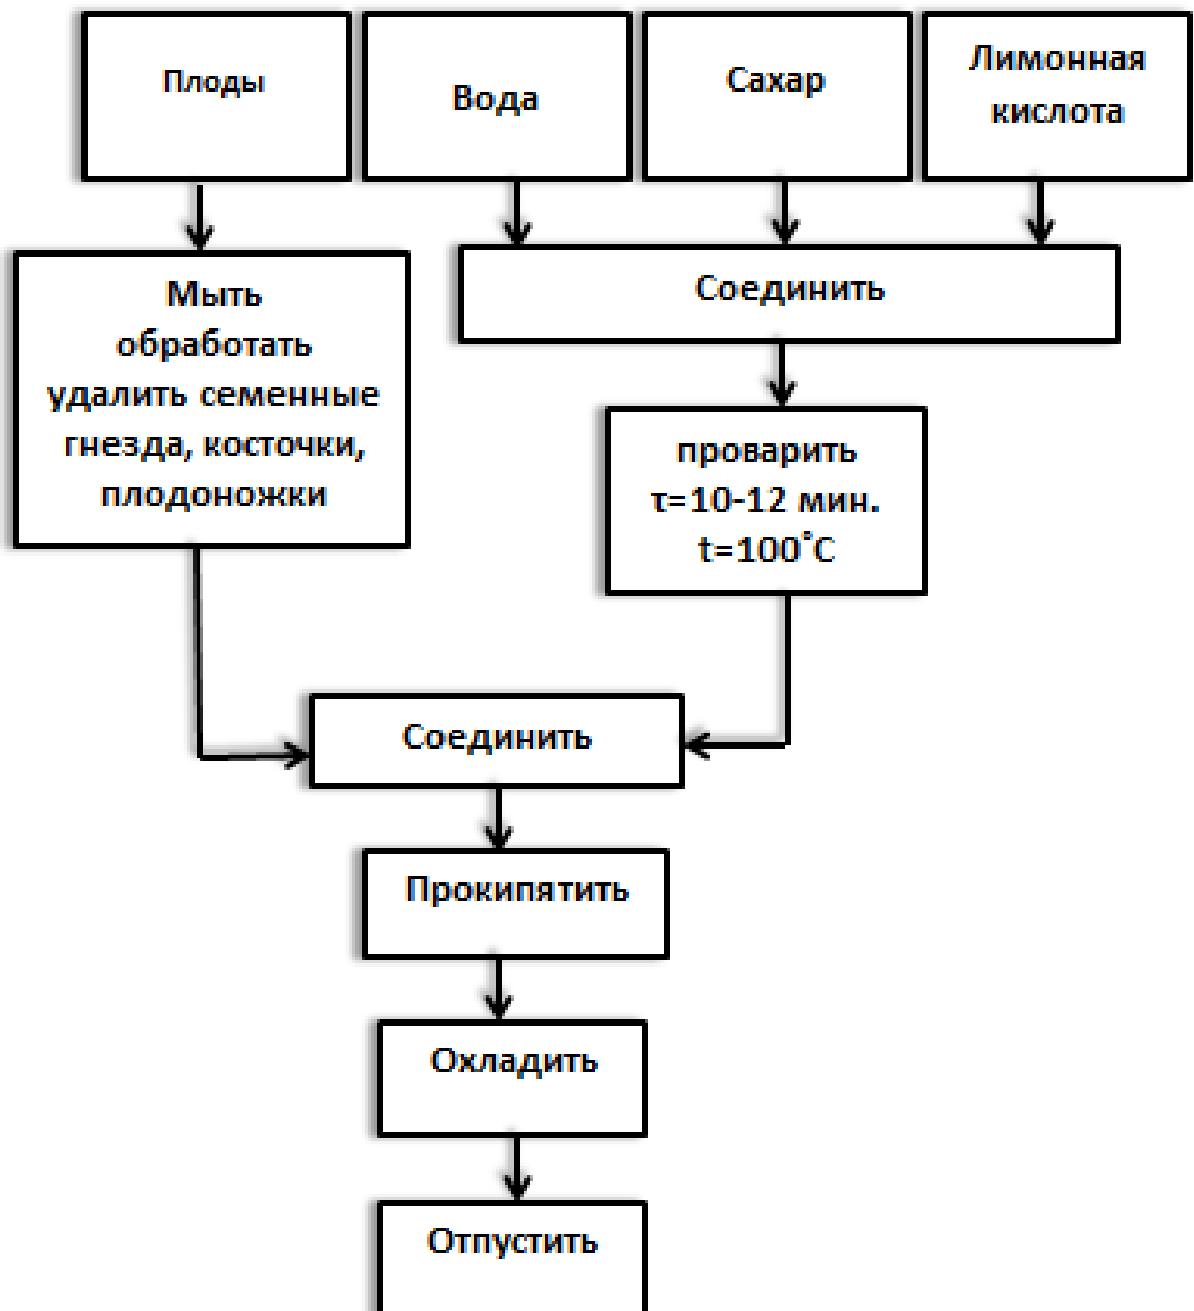 Плоды
Вода
Сахар
Лимонная
кислота
Мыть
обработать
удалить семенные
гнезда, косточки,
плодоножки
Соединить
проварить
τ=10-12 мин.
t=100˚С
Соединить
Прокипятить
Охладить
Отпустить